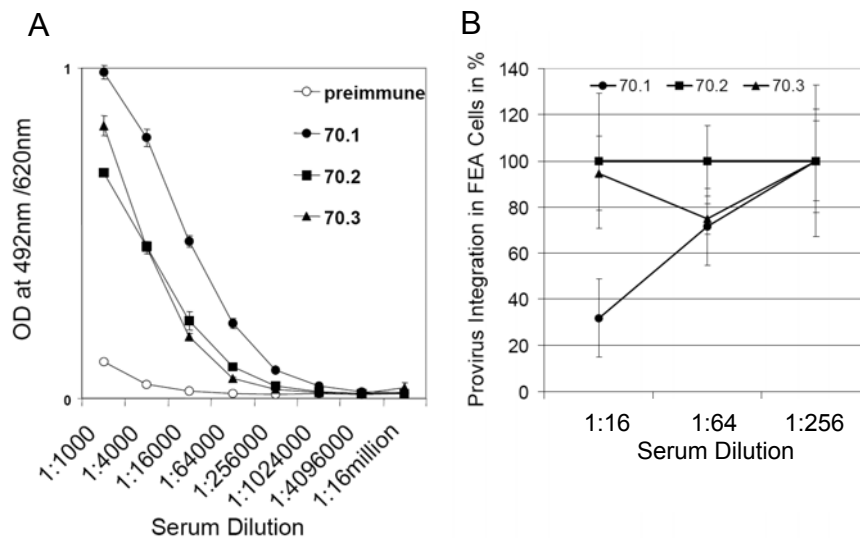 A
OD at 492nm /620nm
1
0
preimmune
70.1
70.2
70.3
1:1000
1:4000
1:16000
1:64000
1:256000
1:1024000
1:4096000
1:16million
Serum Dilution
B
Provirus Integration in FEA Cells in %
140
120
100
80
60
40
20
0
70.1 70.2 70.3
1:16 1:64 1:256
Serum Dilution